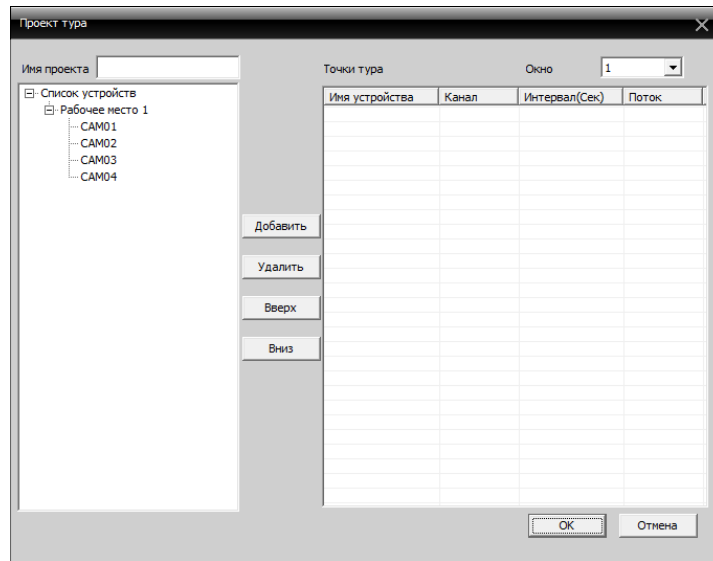 Проект тура
Имя проекта
Точки тура
Окно
1
Список устройств
Рабочее место 1
CAM01
CAM02
CAM03
CAM04
Добавить
Удалить
Вверх
Вниз
Имя устройства Канал Интервал(Сек) Поток
OK
Отмена